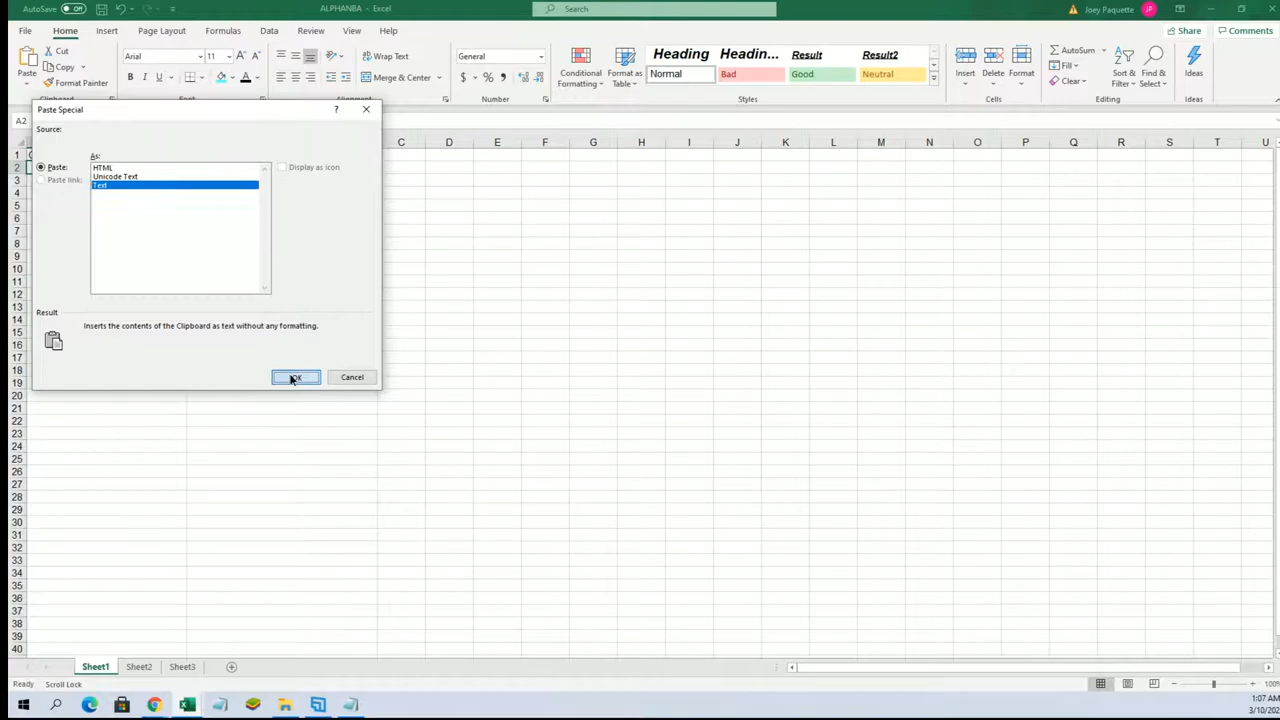 AutoSave Off ALPHANBA - Excel Search Joey Paquette JP
File Home Insert Page Layout Formulas Data Review View Help Share Comments
Paste Cut Copy Format Painter
Arial 11 A A Wrap Text General Heading Headin... Result Result2 AutoSum
B I U A Merge & Center $ % Conditional Formatting Format as Table Normal Bad Good Neutral Insert Delete Format Fill Clear Sort & Filter Find & Select Ideas
Clipboard Font Alignment Number Styles Cells Editing Ideas
A2
Paste Special ? ×
Source:
As:
Paste: HTML Display as icon
Paste link: Unicode Text
Text
Result
Inserts the contents of the Clipboard as text without any formatting.
OK Cancel
C D E F G H I J K L M N O P Q R S T U
1
2
3
4
5
6
7
8
9
10
11
12
13
14
15
16
17
18
19
20
21
22
23
24
25
26
27
28
29
30
31
32
33
34
35
36
37
38
39
40
Sheet1 Sheet2 Sheet3
Ready Scroll Lock 100%
1:07 AM
3/10/202